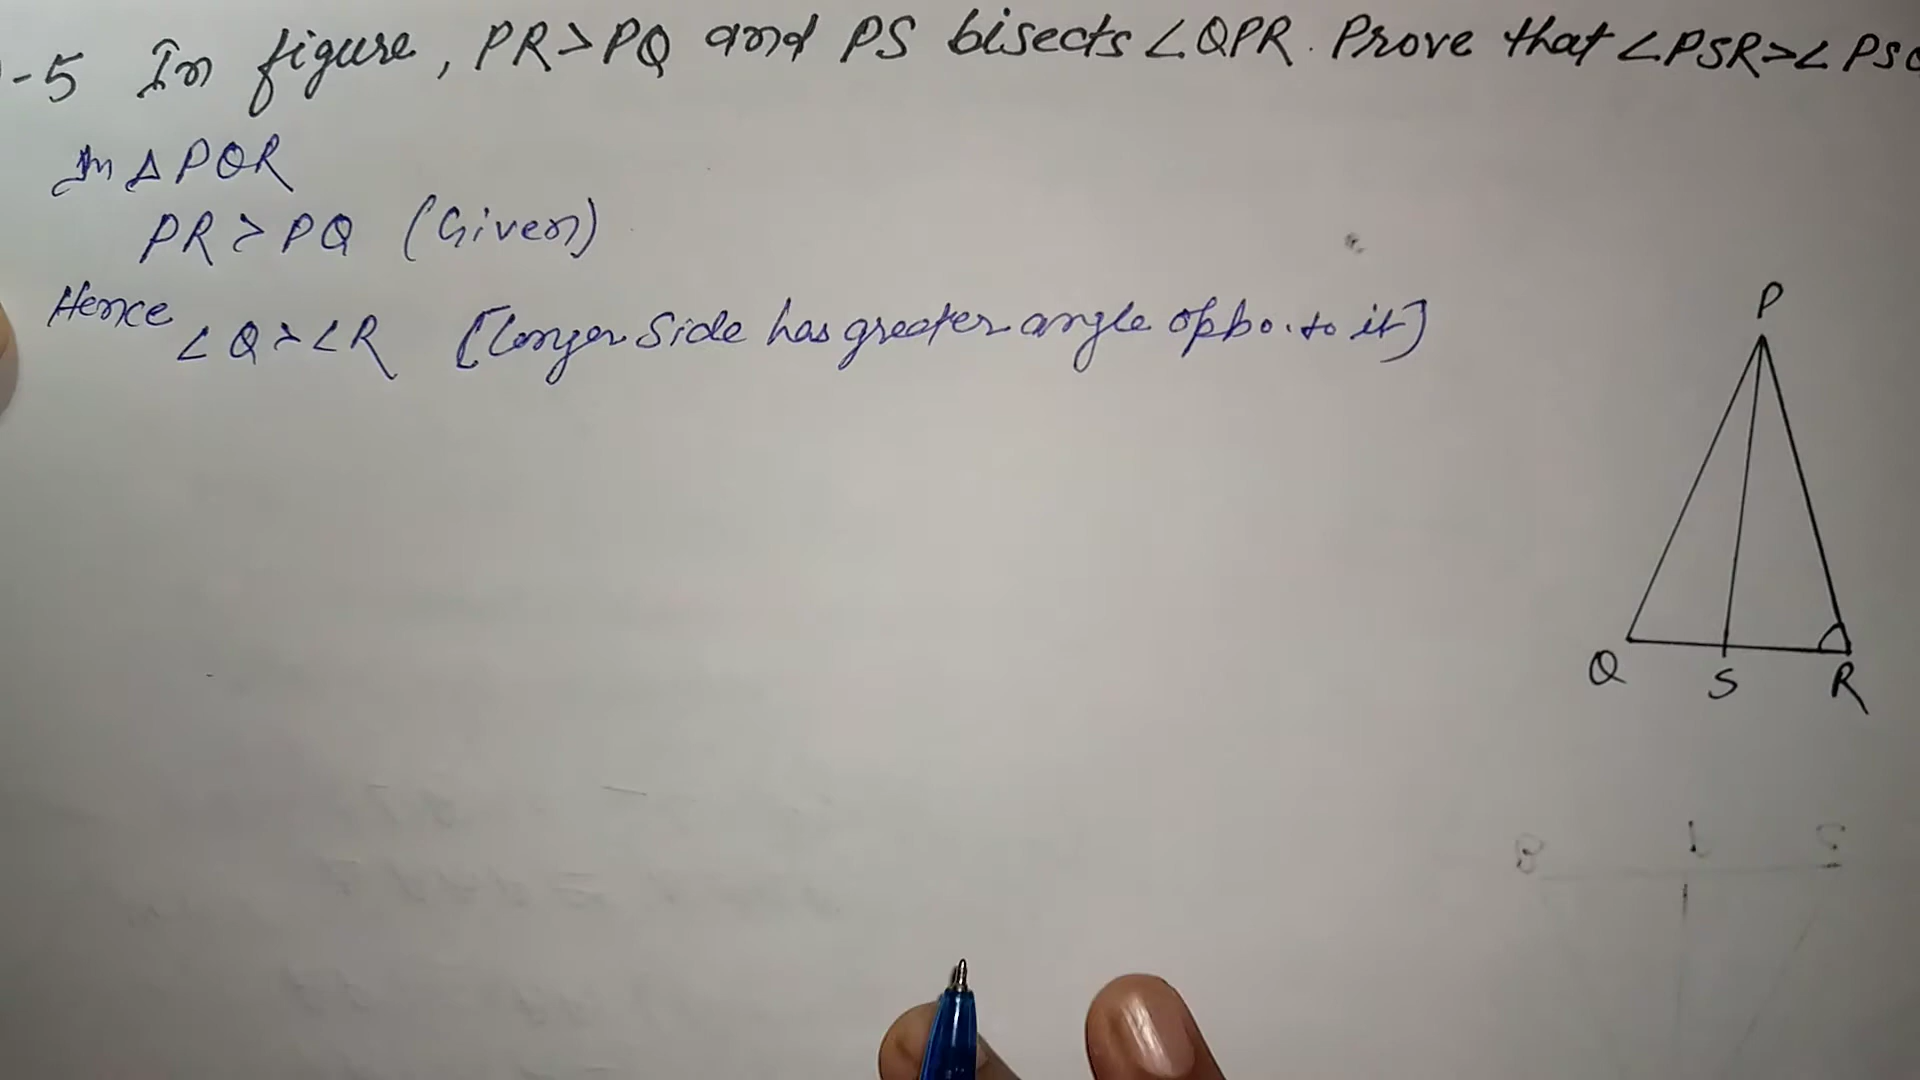 -5 In figure, PR>PQ and PS bisects ∠QPR. Prove that ∠PSR>∠PS
In △PQR
PR>PQ (Given)
Hence ∠Q>∠R [Longer Side has greater angle oppo. to it]
P
Q
S
R
B